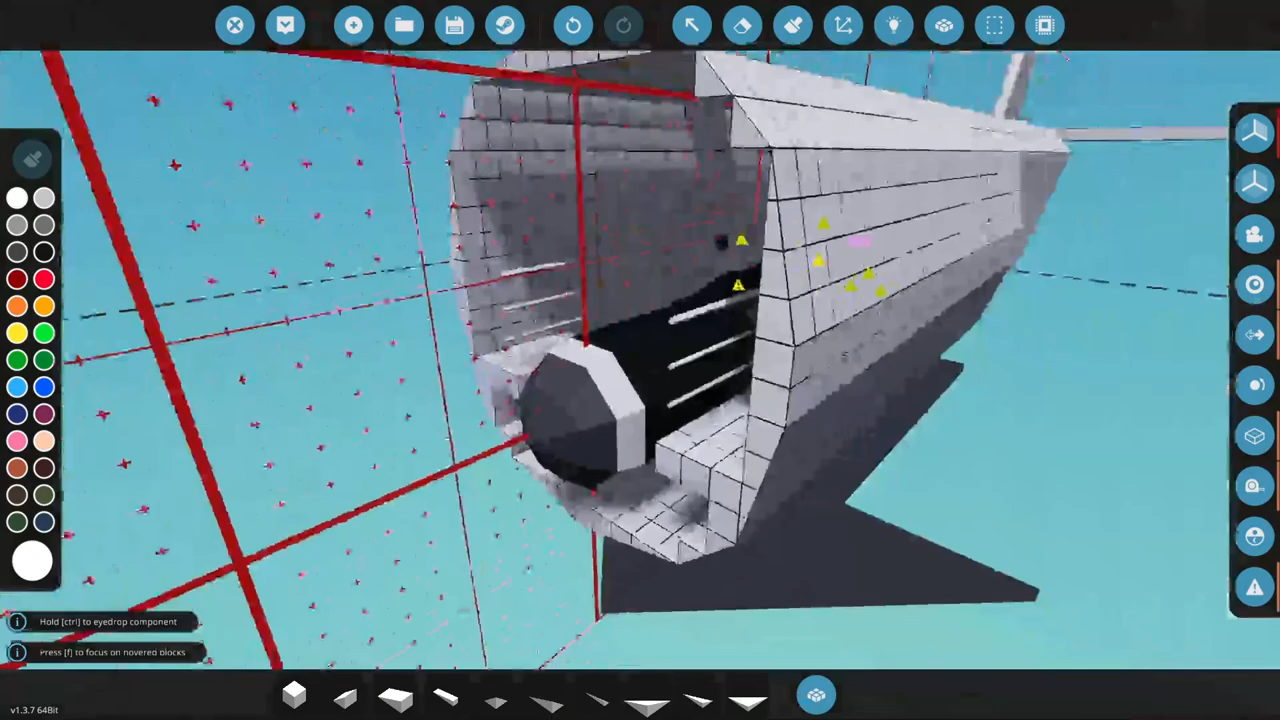 Hold [ctrl] to eyedrop component
Press [f] to focus on hovered blocks
v1.3.7 64Bit